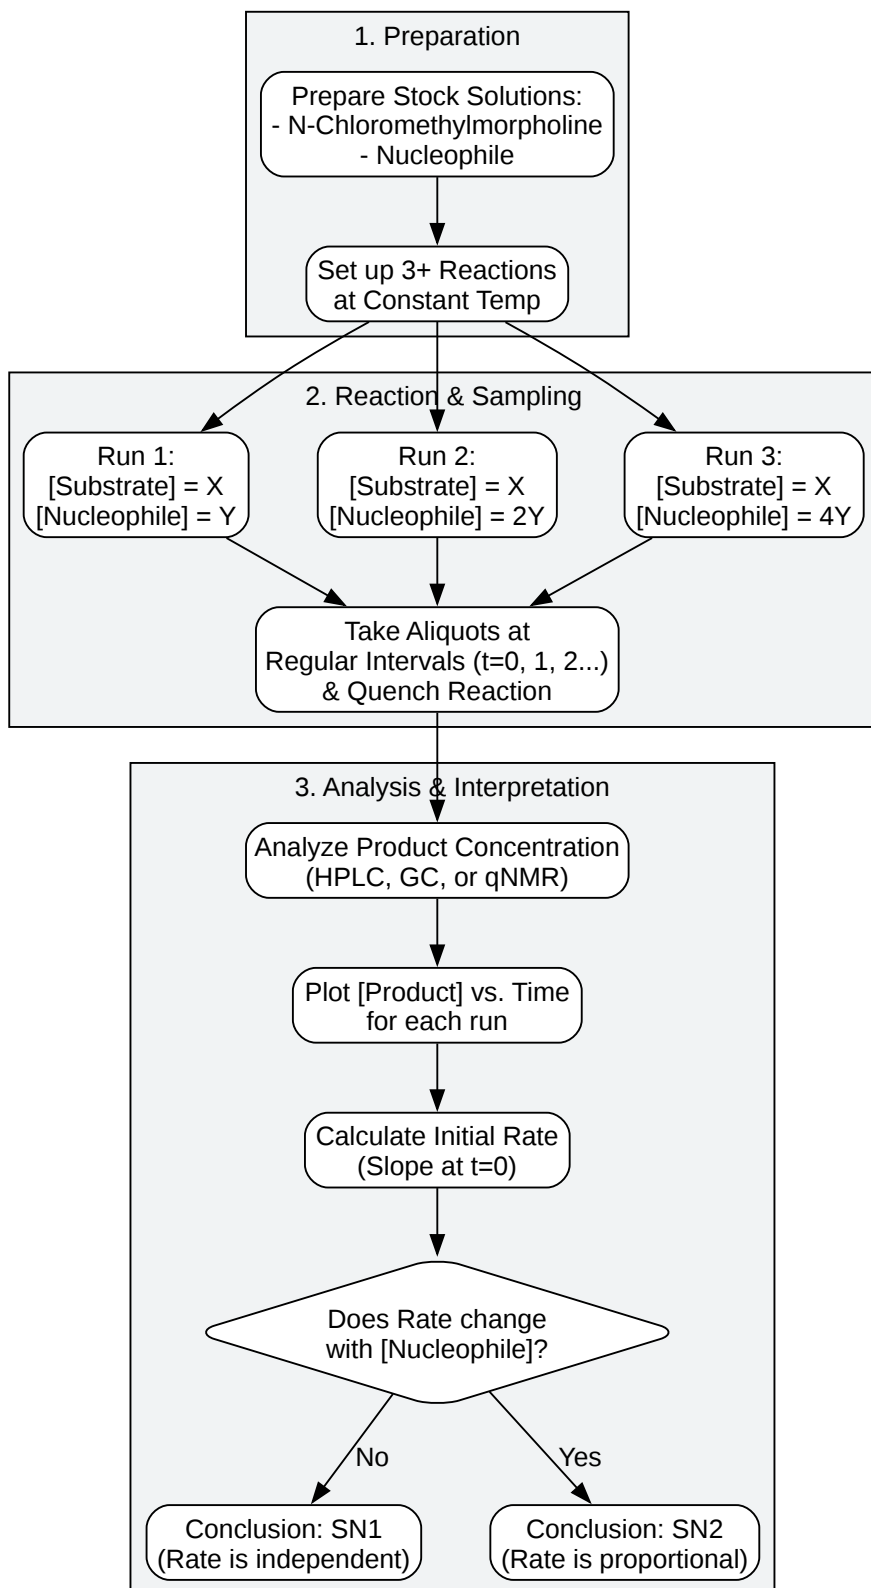 1. Preparation
Prepare Stock Solutions:
- N-Chloromethylmorpholine
- Nucleophile
Set up 3+ Reactions
at Constant Temp
2. Reaction & Sampling
Run 1:
[Substrate] = X
[Nucleophile] = Y
Run 2:
[Substrate] = X
[Nucleophile] = 2Y
Run 3:
[Substrate] = X
[Nucleophile] = 4Y
Take Aliquots at
Regular Intervals (t=0, 1, 2...)
& Quench Reaction
3. Analysis & Interpretation
Analyze Product Concentration
(HPLC, GC, or qNMR)
Plot [Product] vs. Time
for each run
Calculate Initial Rate
(Slope at t=0)
Does Rate change
with [Nucleophile]?
No
Yes
Conclusion: SN1
(Rate is independent)
Conclusion: SN2
(Rate is proportional)